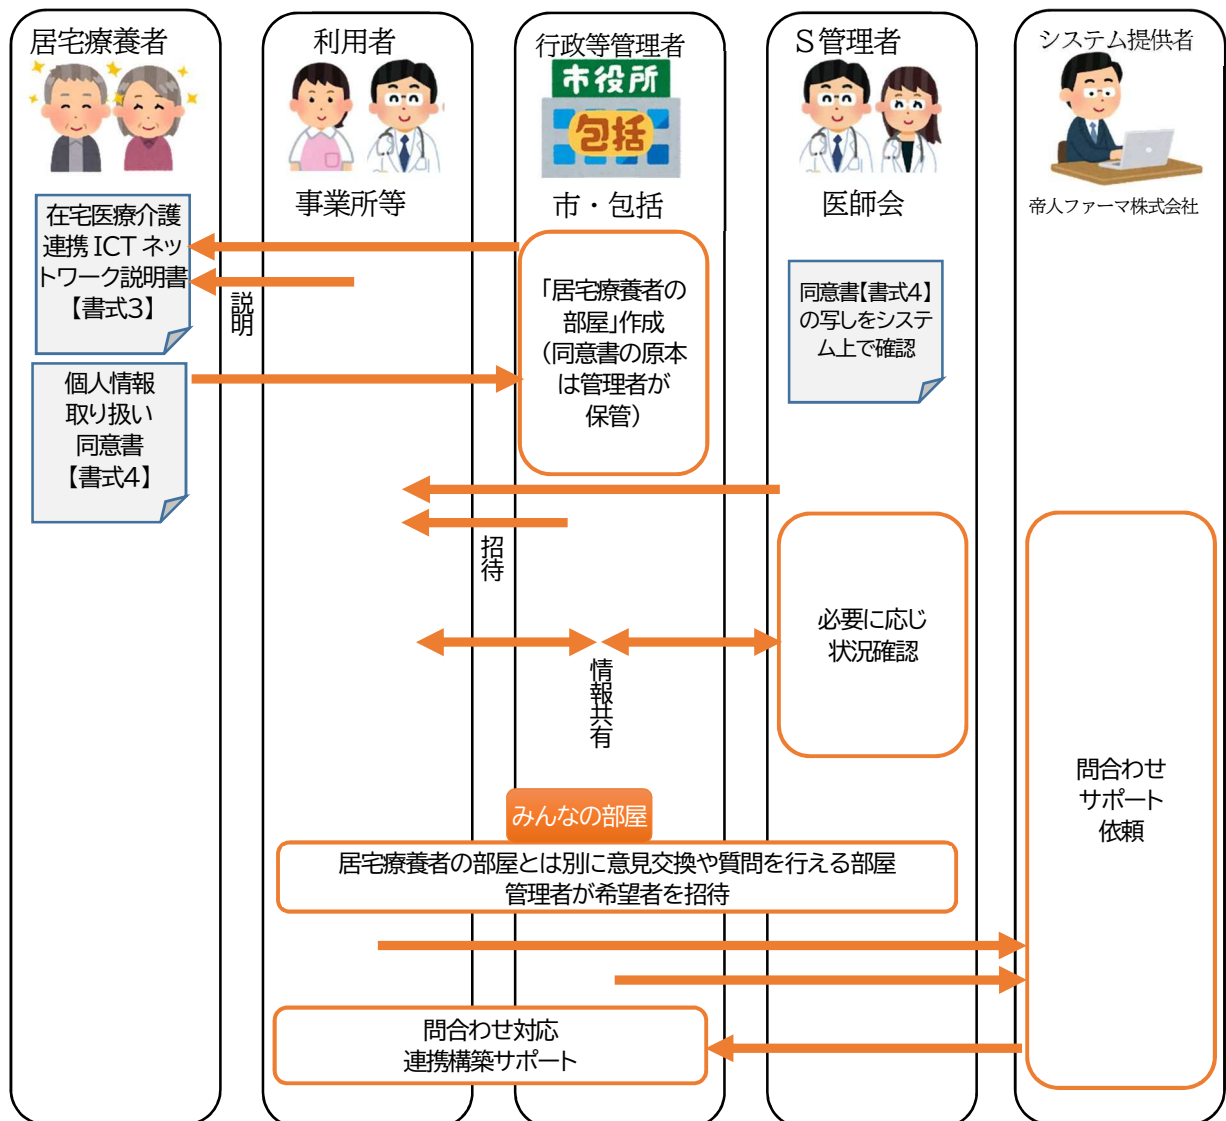 居宅療養者
利用者
行政等管理者
S管理者
システム提供者
市役所
包括
事業所等
市・包括
医師会
帝人ファーマ株式会社
在宅医療介護
連携ICTネッ
トワーク説明書
【書式3】
説明
個人情報
取り扱い
同意書
【書式4】
「居宅療養者の
部屋」作成
（同意書の原本
は管理者が
保管）
同意書【書式4】
の写しをシステ
ム上で確認
招待
必要に応じ
状況確認
情報共有
問合わせ
サポート
依頼
みんなの部屋
居宅療養者の部屋とは別に意見交換や質問を行える部屋
管理者が希望者を招待
問合わせ対応
連携構築サポート